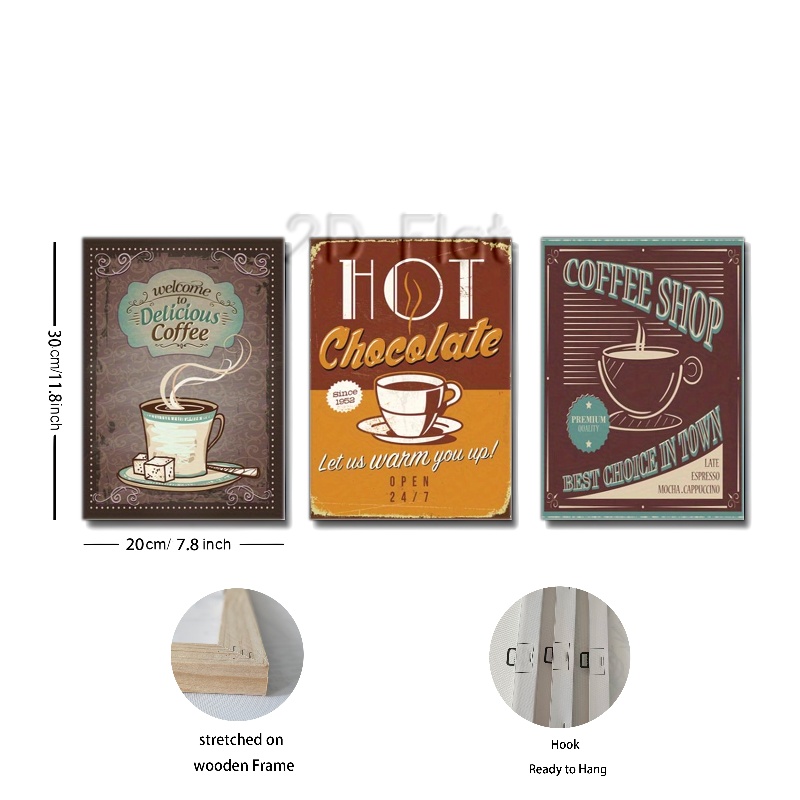 2D Flat
welcome
to
Delicious
Coffee
HOT
Chocolate
Since
1952
Let us warm you up!
OPEN
24/7
COFFEE SHOP
PREMIUM
QUALITY
BEST CHOICE IN TOWN
LATE
ESPRESSO
MOCHA . CAPPUCCINO
30cm/11.8inch
20cm/ 7.8 inch
stretched on
wooden Frame
Hook
Ready to Hang